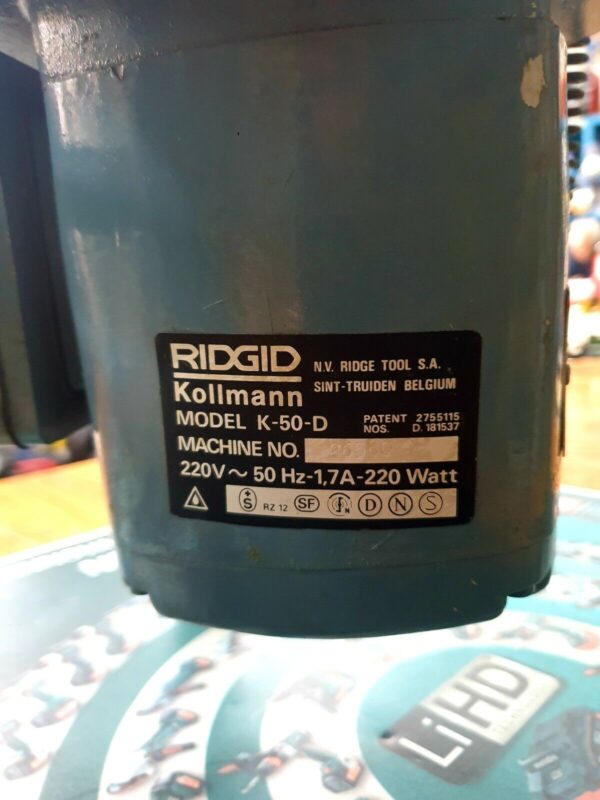 RIDGID
Kollmann
N.V. RIDGE TOOL S.A.
SINT-TRUIDEN BELGIUM
MODEL K-50-D
PATENT 2755115
NOS. D. 181537
MACHINE NO.
220V ~ 50 Hz-1,7A-220 Watt
+S RZ 12 SF N D N S
LiHD